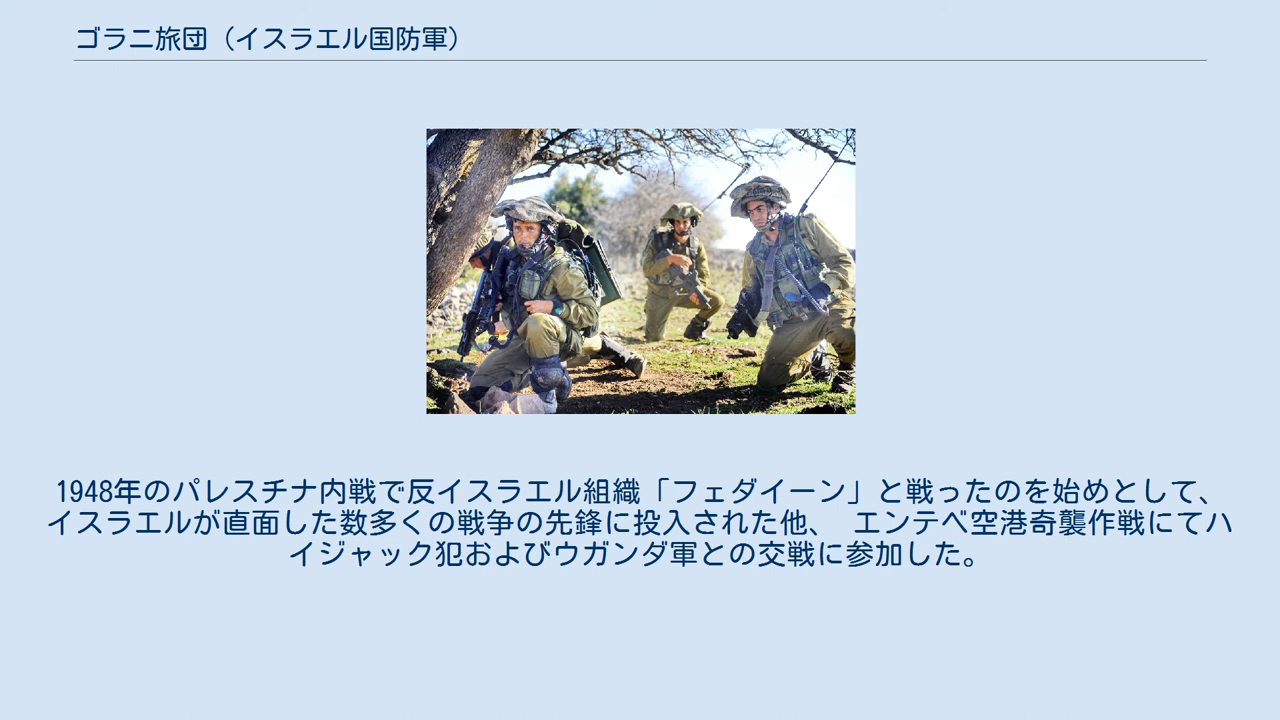 ゴラニ旅団（イスラエル国防軍）
1948年のパレスチナ内戦で反イスラエル組織「フェダイーン」と戦ったのを始めとして、
イスラエルが直面した数多くの戦争の先鋒に投入された他、 エンテベ空港奇襲作戦にてハ
イジャック犯およびウガンダ軍との交戦に参加した。